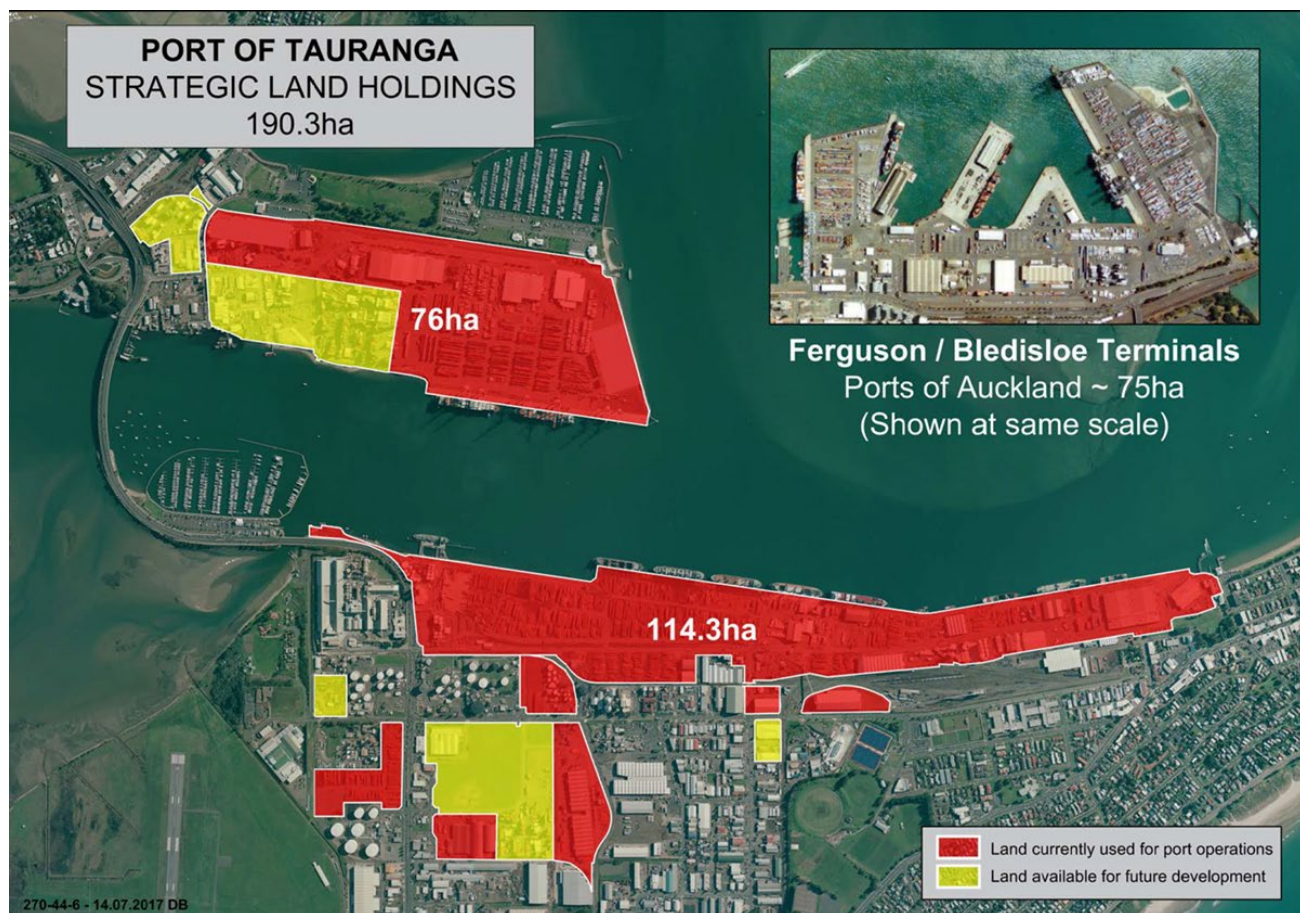 PORT OF TAURANGA
STRATEGIC LAND HOLDINGS
190.3ha
76ha
Ferguson / Bledisloe Terminals
Ports of Auckland ~ 75ha
(Shown at same scale)
114.3ha
Land currently used for port operations
Land available for future development
270-44-6 - 14.07.2017 DB